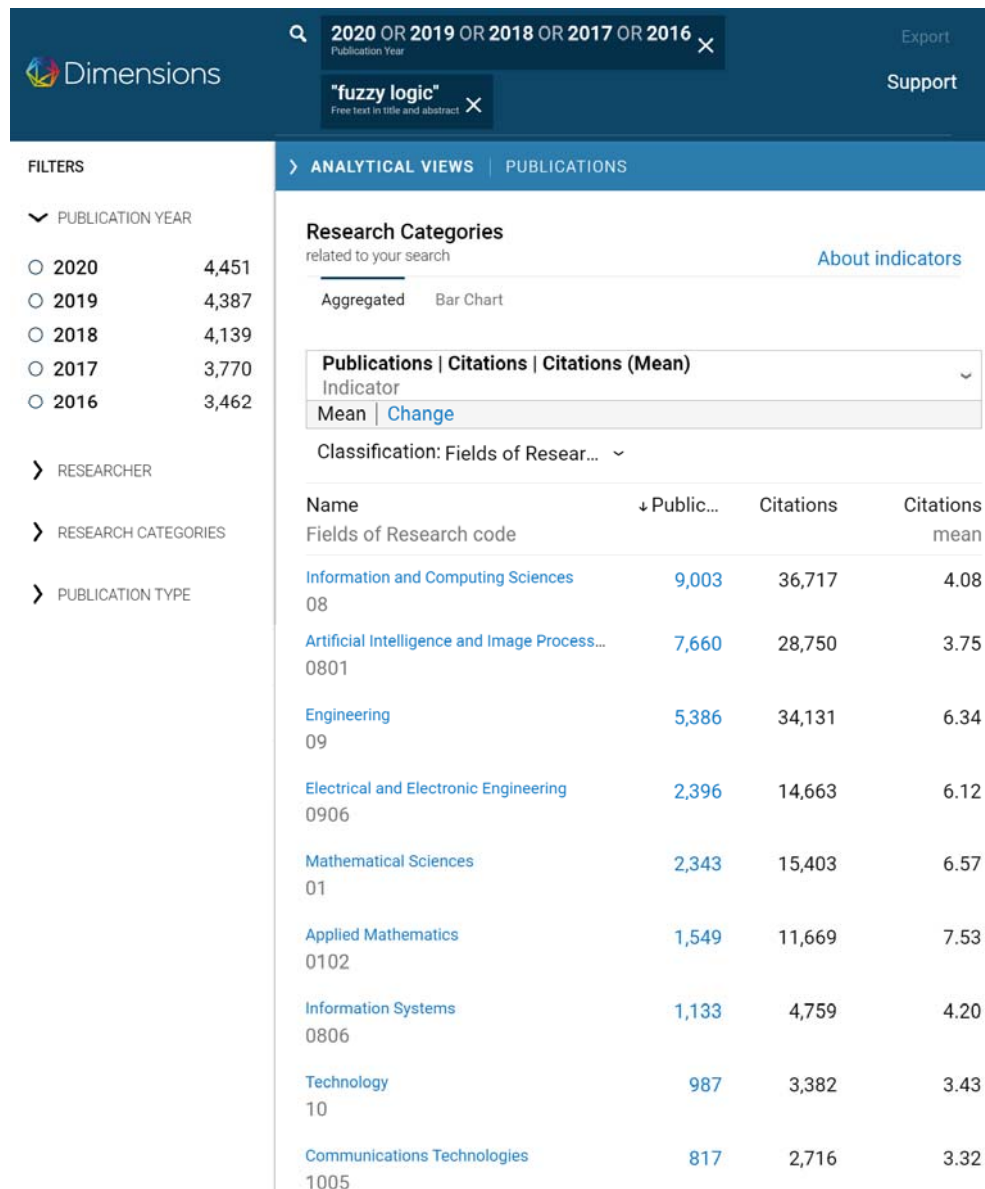 2020 OR 2019 OR 2018 OR 2017 OR 2016
Publication Year
Export
Dimensions
Support
"fuzzy logic"
Free text in title and abstract
FILTERS
ANALYTICAL VIEWS | PUBLICATIONS
PUBLICATION YEAR
2020 4,451
2019 4,387
2018 4,139
2017 3,770
2016 3,462
RESEARCHER
RESEARCH CATEGORIES
PUBLICATION TYPE
Research Categories
related to your search
About indicators
Aggregated Bar Chart
Publications | Citations | Citations (Mean)
Indicator
Mean | Change
Classification: Fields of Resear...
Name ↓ Public... Citations Citations
Fields of Research code mean
Information and Computing Sciences 9,003 36,717 4.08
08
Artificial Intelligence and Image Process... 7,660 28,750 3.75
0801
Engineering 5,386 34,131 6.34
09
Electrical and Electronic Engineering 2,396 14,663 6.12
0906
Mathematical Sciences 2,343 15,403 6.57
01
Applied Mathematics 1,549 11,669 7.53
0102
Information Systems 1,133 4,759 4.20
0806
Technology 987 3,382 3.43
10
Communications Technologies 817 2,716 3.32
1005